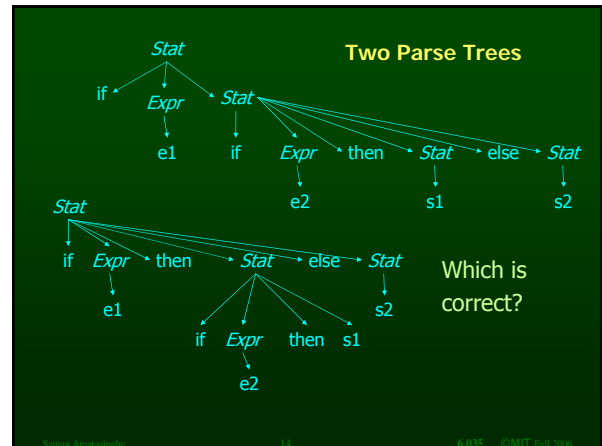 Two Parse Trees
Stat
if Expr Stat
e1 if Expr then Stat else Stat
e2 s1 s2
Stat
if Expr then Stat else Stat
e1 s2
if Expr then s1
e2
Which is
correct?
Saman Amarasinghe 14 6.035 ©MIT Fall 2006